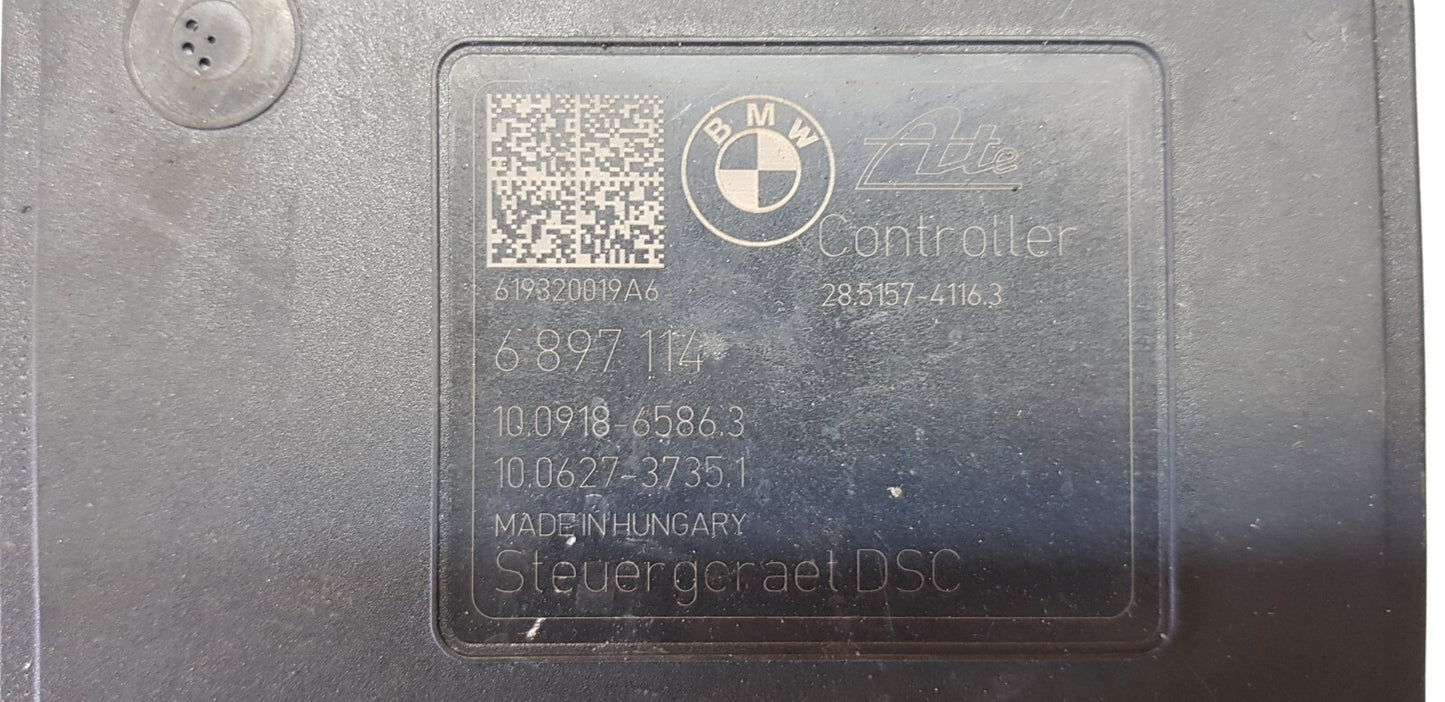 BMW
Ate
Controller
619320019A6
28.5157-4116.3
6 897 114
10.0918-6586.3
10.0627-3735.1
MADE IN HUNGARY
Steuergeraet DSC